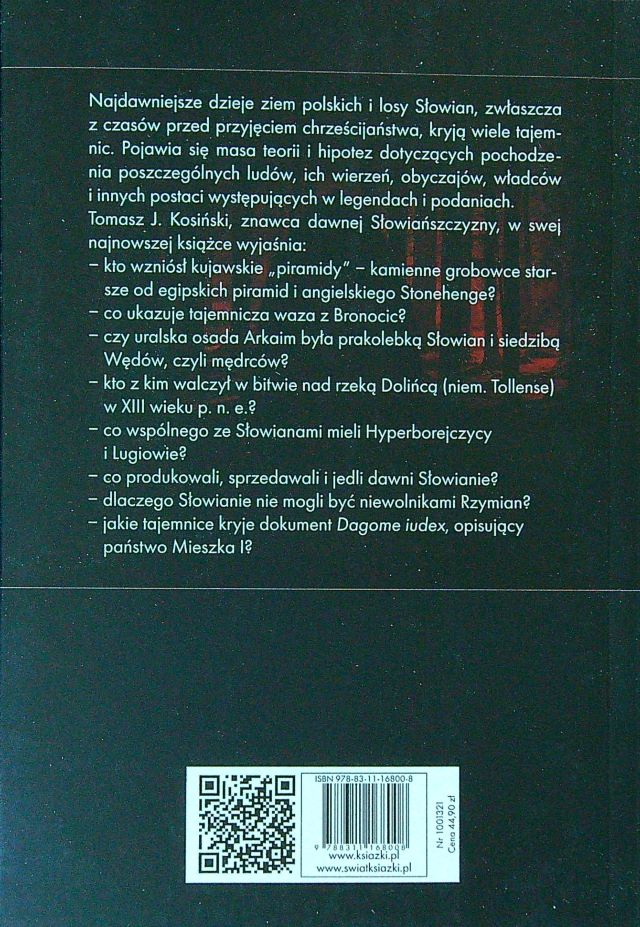 Najdawniejsze dzieje ziem polskich i losy Słowian, zwłaszcza
z czasów przed przyjęciem chrześcijaństwa, kryją wiele tajem-
nic. Pojawia się masa teorii i hipotez dotyczących pochodze-
nia poszczególnych ludów, ich wierzeń, obyczajów, władców
i innych postaci występujących w legendach i podaniach.
Tomasz J. Kosiński, znawca dawnej Słowiańszczyzny, w swej
najnowszej książce wyjaśnia:
– kto wzniósł kujawskie „piramidy” – kamienne grobowce star-
sze od egipskich piramid i angielskiego Stonehenge?
– co ukazuje tajemnicza waza z Bronocic?
– czy uralska osada Arkaim była prakolebką Słowian i siedzibą
Wędów, czyli mędrców?
– kto z kim walczył w bitwie nad rzeką Dolińcą (niem. Tollense)
w XIII wieku p. n. e.?
– co wspólnego ze Słowianami mieli Hyperborejczycy
i Lugiowie?
– co produkowali, sprzedawali i jedli dawni Słowianie?
– dlaczego Słowianie nie mogli być niewolnikami Rzymian?
– jakie tajemnice kryje dokument Dagome iudex, opisujący
państwo Mieszka I?
ISBN 978-83-11-16800-8
9 788311 168008
www.ksiazki.pl
www.swiatksiazki.pl
Nr 1001321
Cena 44,90 zł